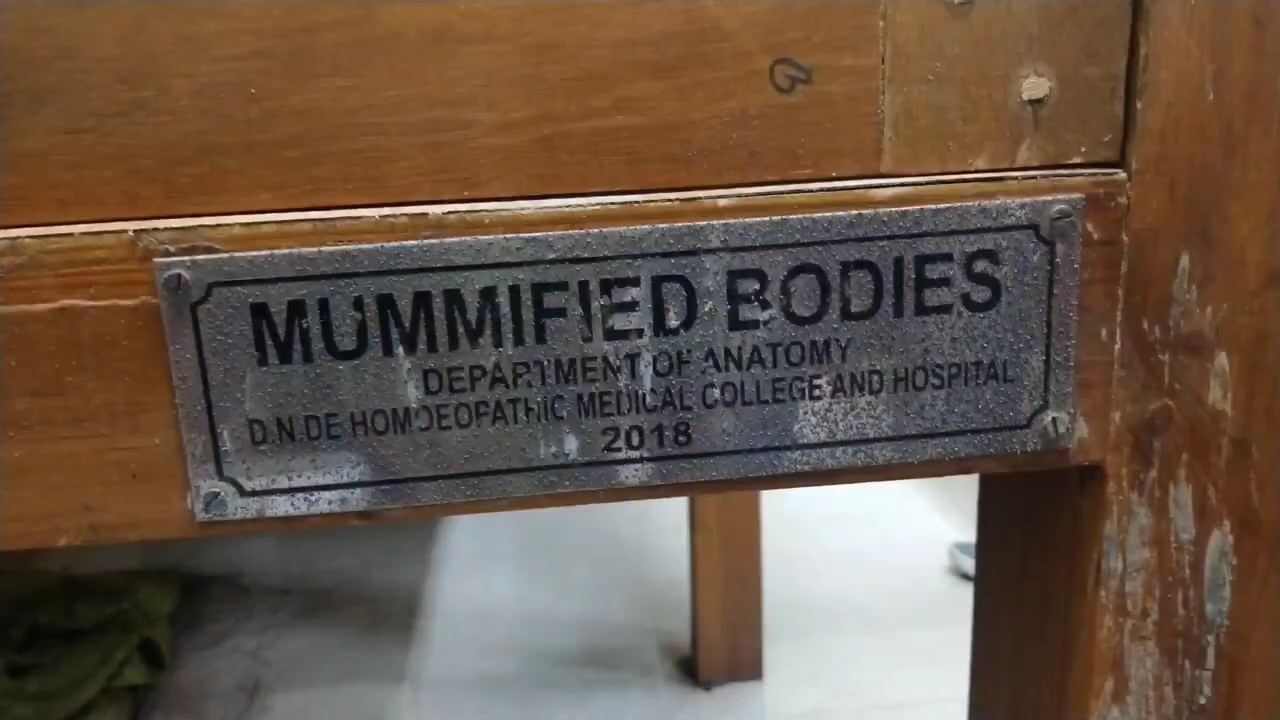 MUMMIFIED BODIES
DEPARTMENT OF ANATOMY
D.N.DE HOMOEOPATHIC MEDICAL COLLEGE AND HOSPITAL
2018